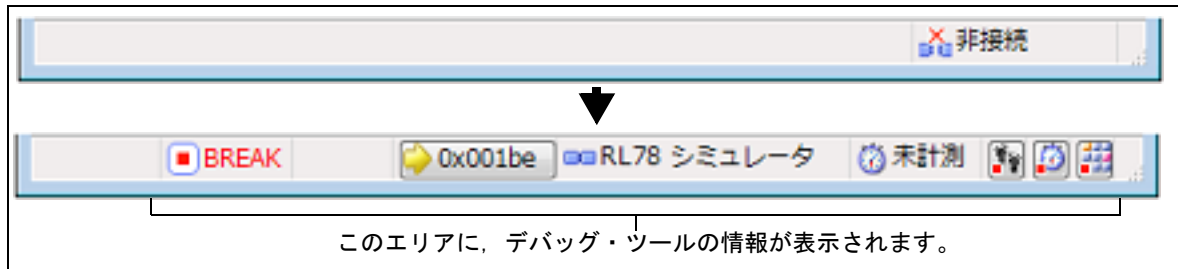 非接続
BREAK 0x001be RL78 シミュレータ 未計測
このエリアに，デバッグ・ツールの情報が表示されます。